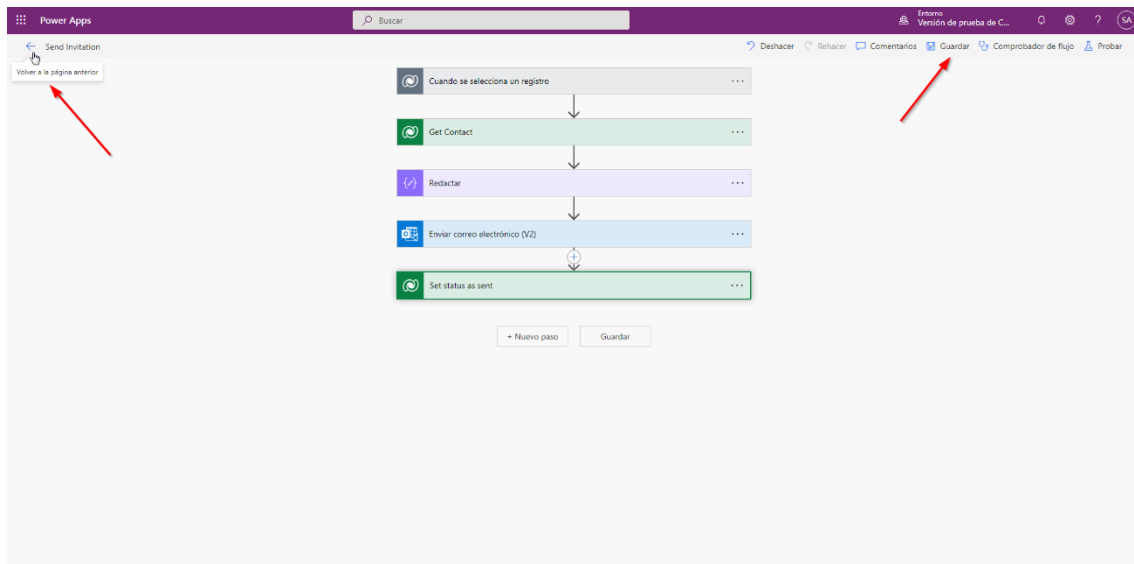 Power Apps
Buscar
Entorno
Versión de prueba de C...
?
SA
Send Invitation
Deshacer
Rehacer
Comentarios
Guardar
Comprobador de flujo
Probar
Volver a la página anterior
Cuando se selecciona un registro
Get Contact
Redactar
Enviar correo electrónico (V2)
Set status as sent
+ Nuevo paso
Guardar